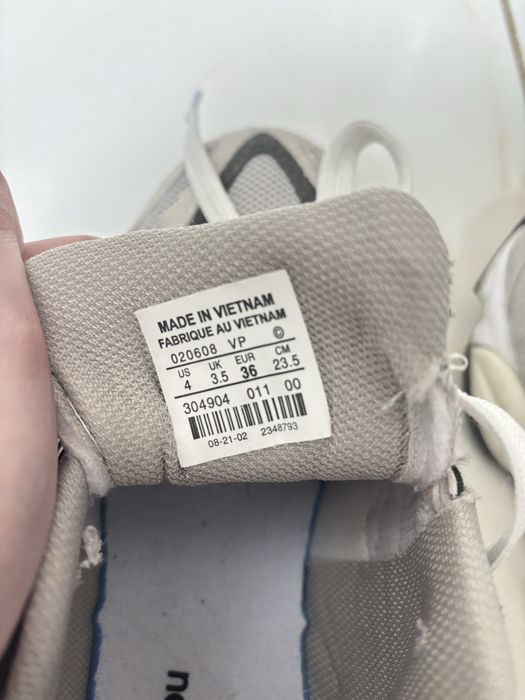 MADE IN VIETNAM
FABRIQUE AU VIETNAM
020608 VP ©
US UK EUR CM
4 3.5 36 23.5
304904 011 00
08-21-02 2348793